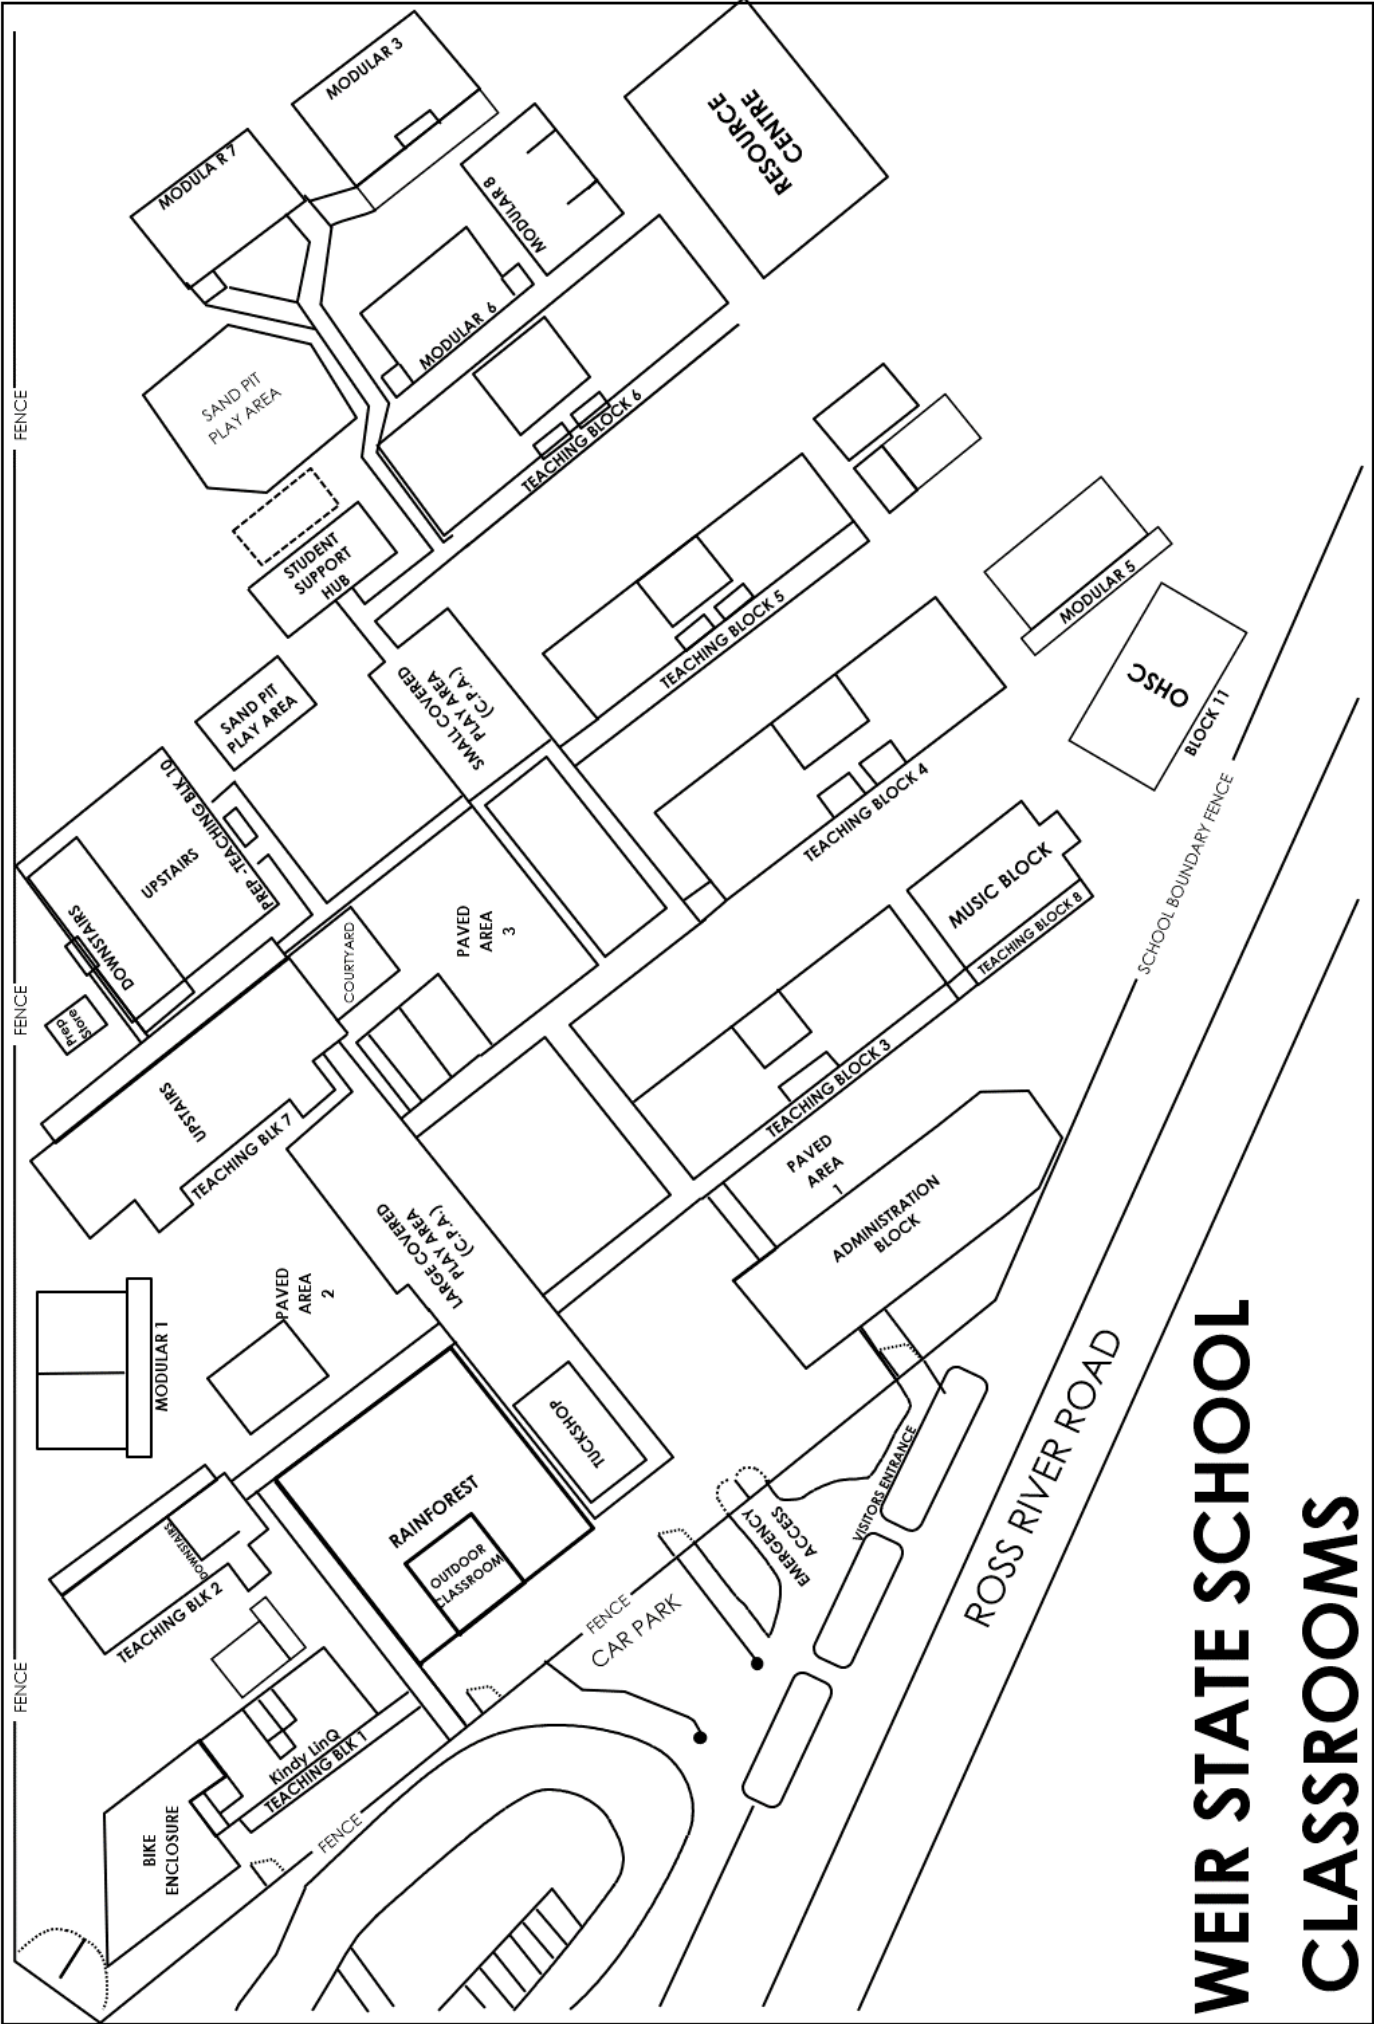 FENCE
MODULAR 3
MODULA R 7
RESOURCE
CENTRE
MODULAR 8
MODULAR 6
SAND PIT
PLAY AREA
TEACHING BLOCK 6
STUDENT
SUPPORT
HUB
SAND PIT
PLAY AREA
SMALL COVERED
PLAY AREA
(C.P.A.)
TEACHING BLOCK 5
MODULAR 5
OHSC
BLOCK 11
TEACHING BLOCK 4
PREP -TEACHING BLK 10
UPSTAIRS
DOWNSTAIRS
FENCE
Prep
Store
COURTYARD
PAVED
AREA
3
MUSIC BLOCK
TEACHING BLOCK 8
SCHOOL BOUNDARY FENCE
UPSTAIRS
TEACHING BLK 7
TEACHING BLOCK 3
PAVED
AREA
1
ADMINISTRATION
BLOCK
LARGE COVERED
PLAY AREA
(C.P.A.)
PAVED
AREA
2
MODULAR 1
TUCKSHOP
RAINFOREST
OUTDOOR
CLASSROOM
VISITORS ENTRANCE
EMERGENCY
ACCESS
ROSS RIVER ROAD
DOWNSTAIRS
TEACHING BLK 2
FENCE
FENCE
CAR PARK
Kindy LinQ
TEACHING BLK 1
FENCE
BIKE
ENCLOSURE
WEIR STATE SCHOOL
CLASSROOMS